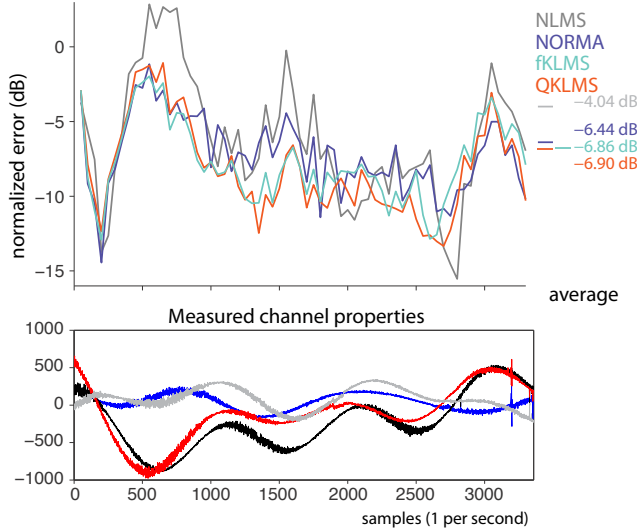 NLMS
NORMA
fKLMS
QKLMS
−4.04 dB
−6.44 dB
−6.86 dB
−6.90 dB
average
normalized error (dB)
0
−5
−10
−15
Measured channel properties
1000
500
0
−500
−1000
0 500 1000 1500 2000 2500 3000
samples (1 per second)